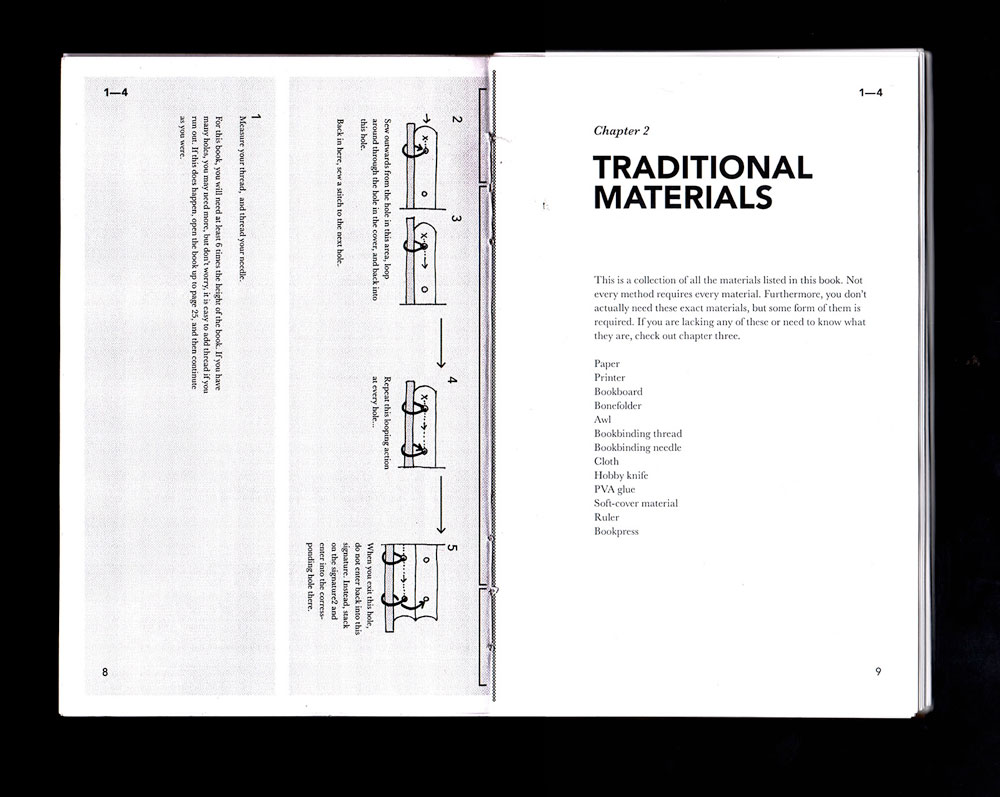 1—4
1
Measure your thread, and thread your needle.
For this book, you will need at least 6 times the height of the book. If you have
many holes, you may need more, but don't worry, it is easy to add thread if you
run out. If this does happen, open the book up to page 25, and then continue
as you were.
2
Sew outwards from the hole in this area, loop
around through the hole in the cover, and back into
this hole.
3
Back in here, sew a stitch to the next hole.
4
Repeat this looping action
at every hole...
5
When you exit this hole,
do not enter back into this
signature. Instead, stack
on the signature2 and
enter into the corress-
ponding hole there.
X
X
X
8
1—4
Chapter 2
TRADITIONAL
MATERIALS
This is a collection of all the materials listed in this book. Not
every method requires every material. Furthermore, you don't
actually need these exact materials, but some form of them is
required. If you are lacking any of these or need to know what
they are, check out chapter three.
Paper
Printer
Bookboard
Bonefolder
Awl
Bookbinding thread
Bookbinding needle
Cloth
Hobby knife
PVA glue
Soft-cover material
Ruler
Bookpress
9